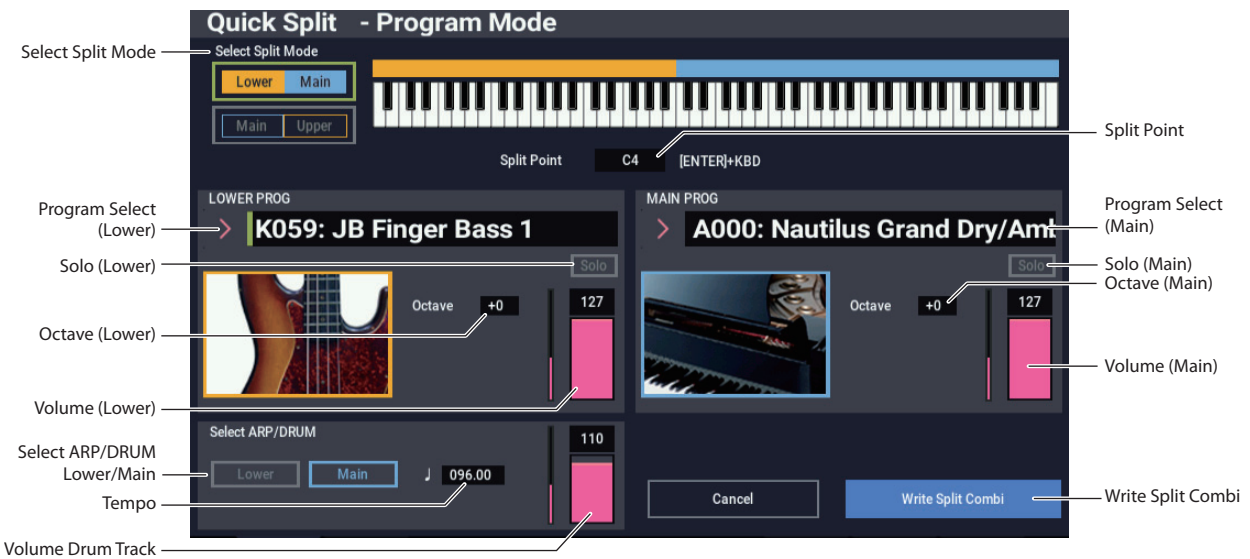 Quick Split - Program Mode
Select Split Mode
Select Split Mode
Lower Main
Main Upper
Split Point C4 [ENTER]+KBD
Split Point
LOWER PROG
MAIN PROG
Program Select
(Lower)
K059: JB Finger Bass 1
A000: Nautilus Grand Dry/Am
Program Select
(Main)
Solo (Lower)
Solo
Solo
Solo (Main)
Octave +0
127
Octave +0
127
Octave (Main)
Octave (Lower)
Volume (Main)
Volume (Lower)
Select ARP/DRUM
110
Select ARP/DRUM
Lower/Main
Lower Main
♩ 096.00
Tempo
Cancel
Write Split Combi
Write Split Combi
Volume Drum Track